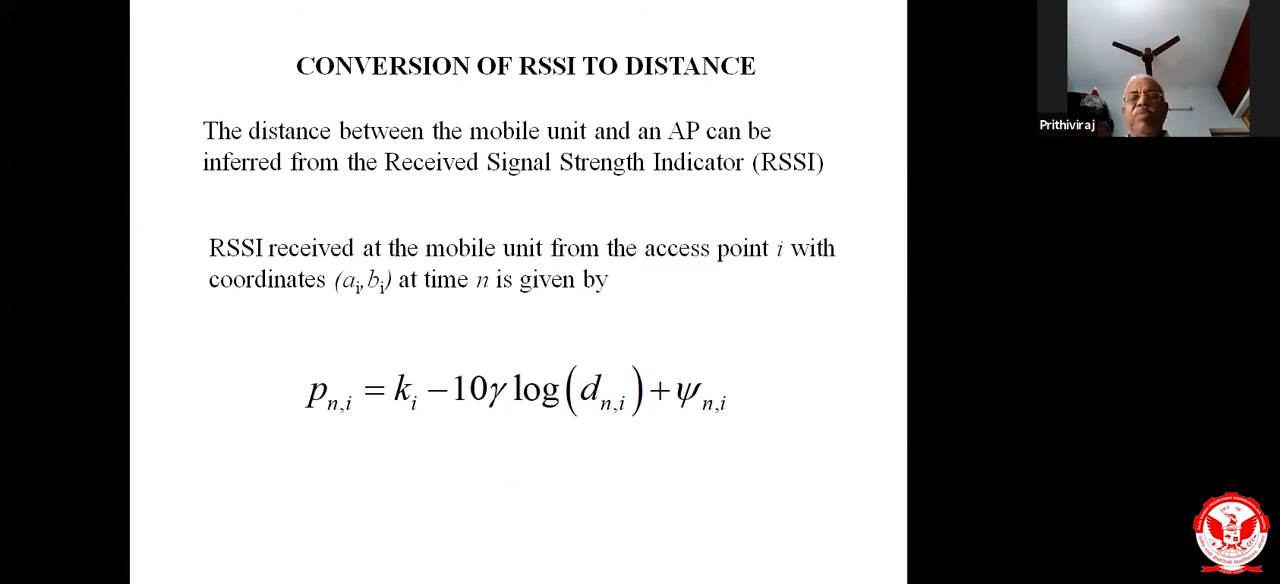 CONVERSION OF RSSI TO DISTANCE
The distance between the mobile unit and an AP can be
inferred from the Received Signal Strength Indicator (RSSI)
RSSI received at the mobile unit from the access point i with
coordinates (aᵢ, bᵢ) at time n is given by
pₙ,ᵢ = kᵢ − 10γ log(dₙ,ᵢ) + ψₙ,ᵢ
Prithiviraj